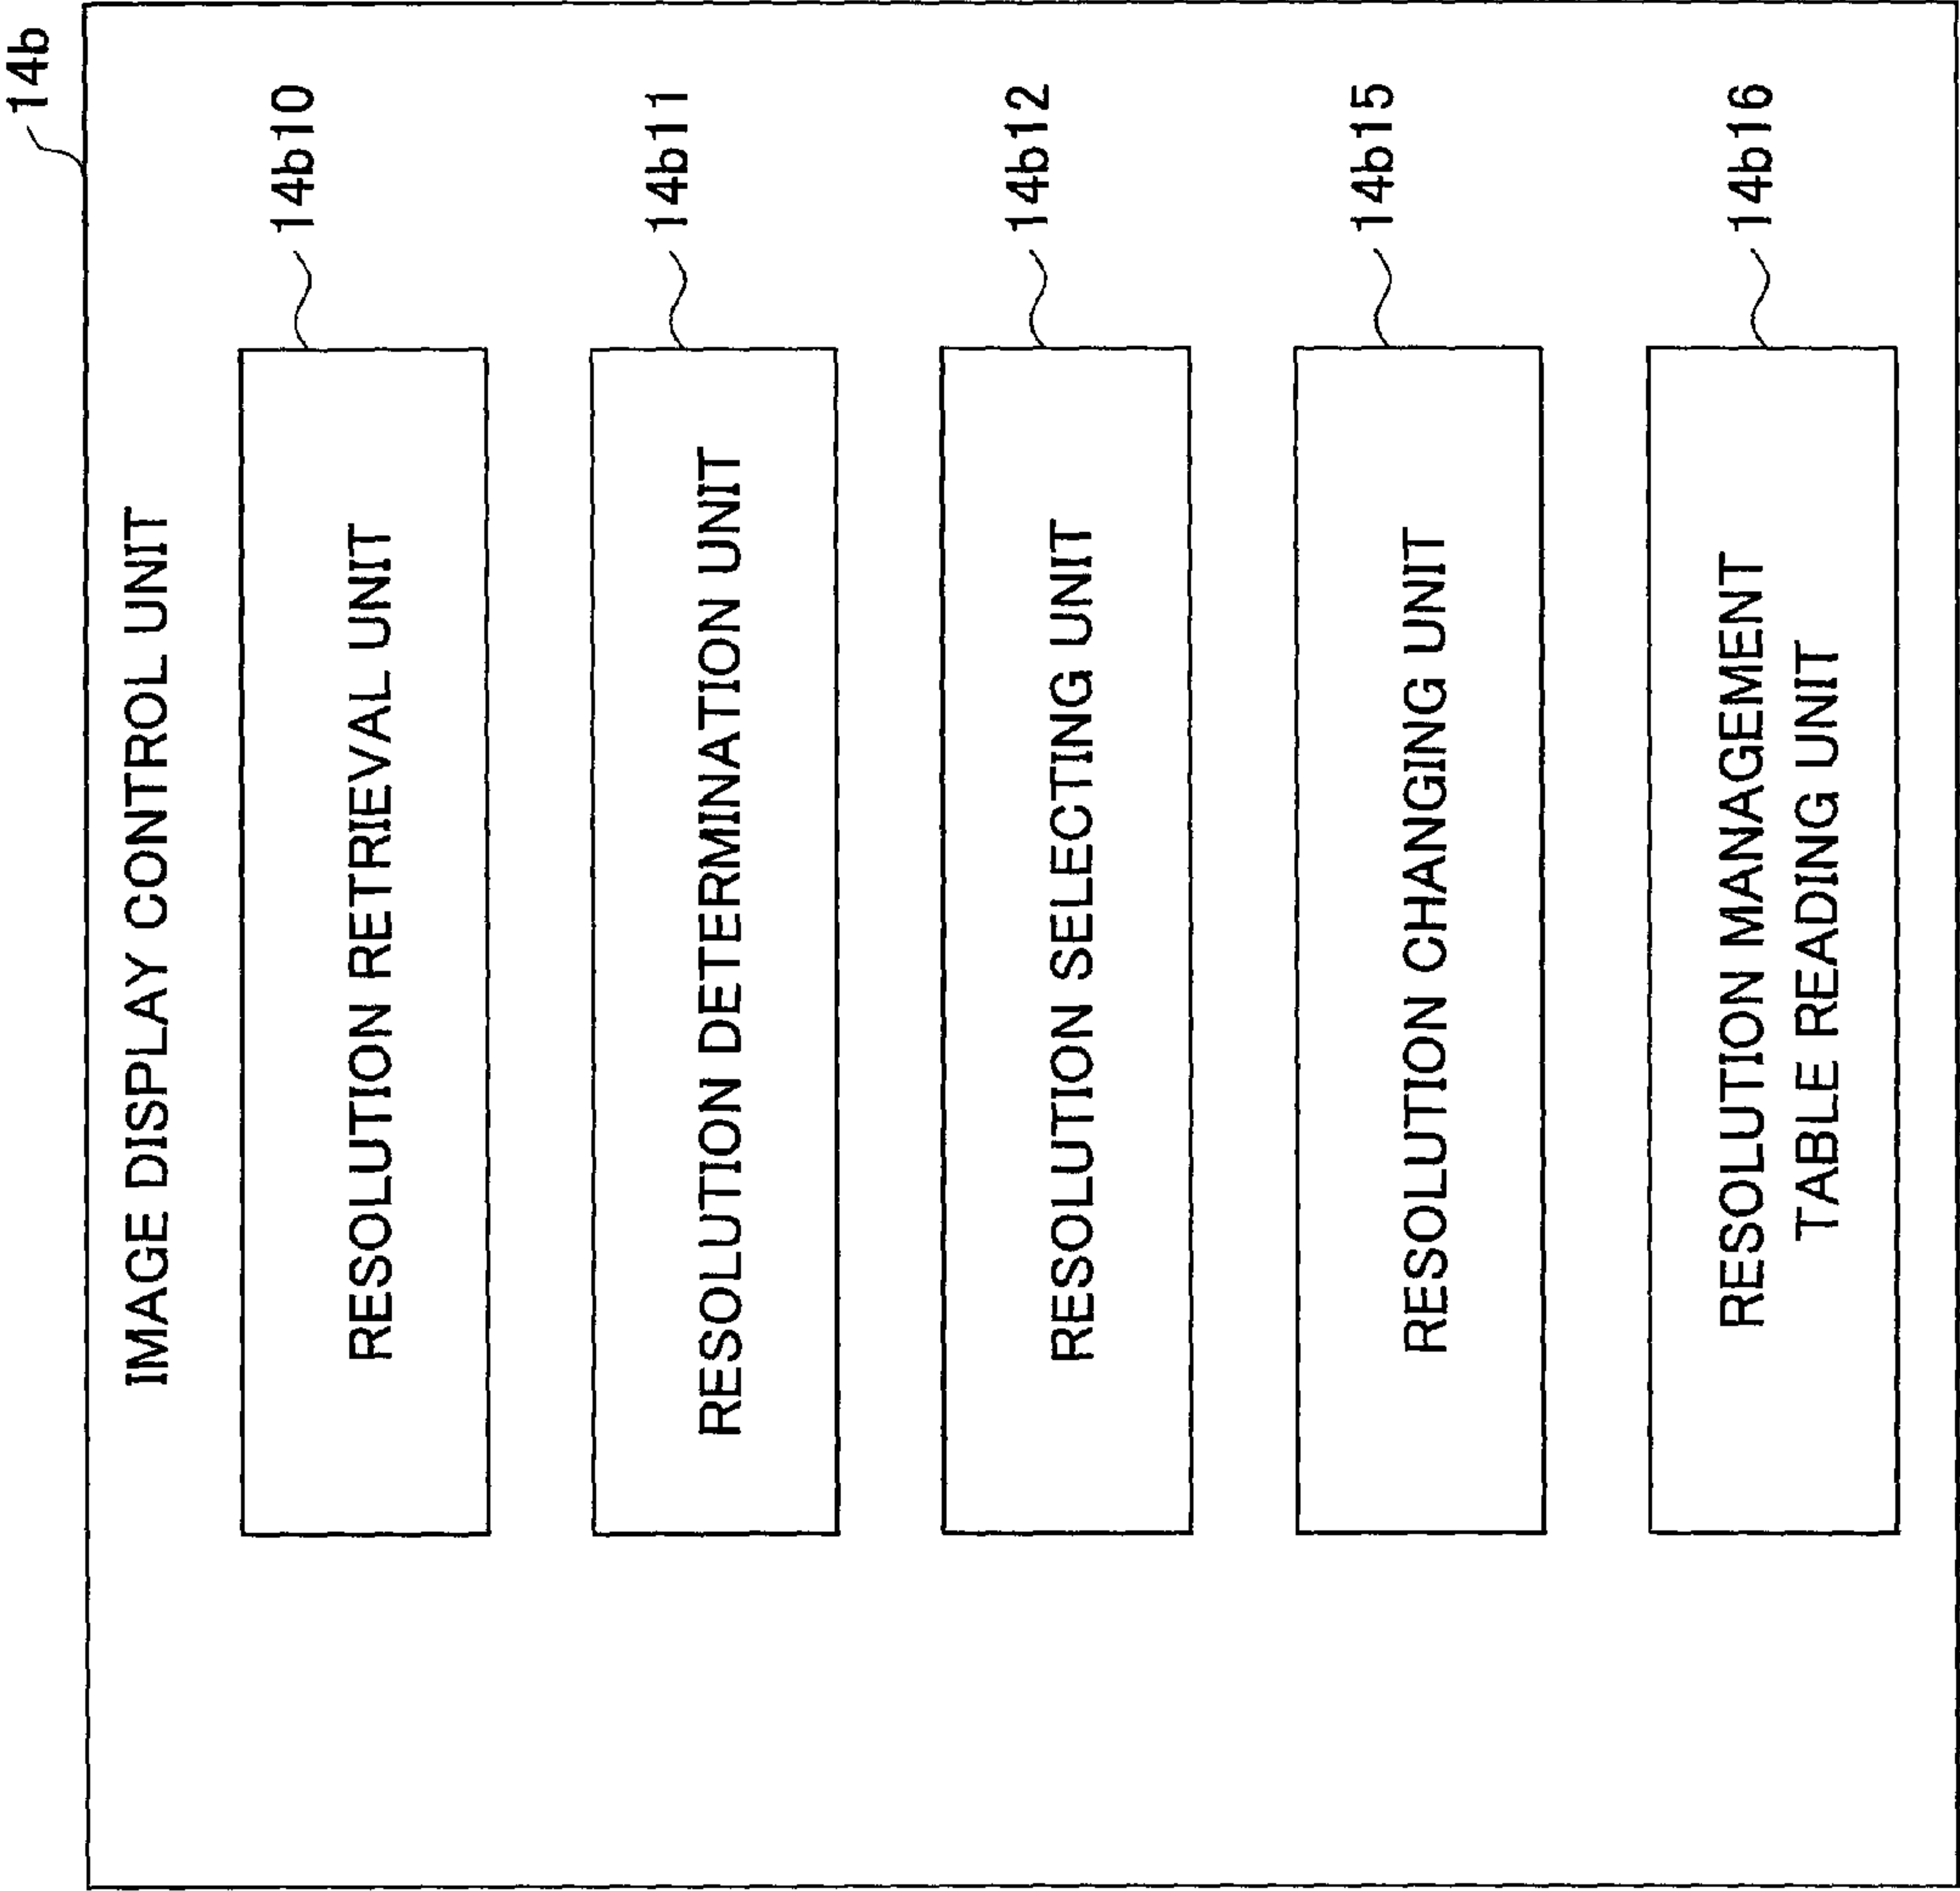 14b
IMAGE DISPLAY CONTROL UNIT
14b10
RESOLUTION RETRIEVAL UNIT
14b11
RESOLUTION DETERMINATION UNIT
14b12
RESOLUTION SELECTING UNIT
14b15
RESOLUTION CHANGING UNIT
14b16
RESOLUTION MANAGEMENT
TABLE READING UNIT